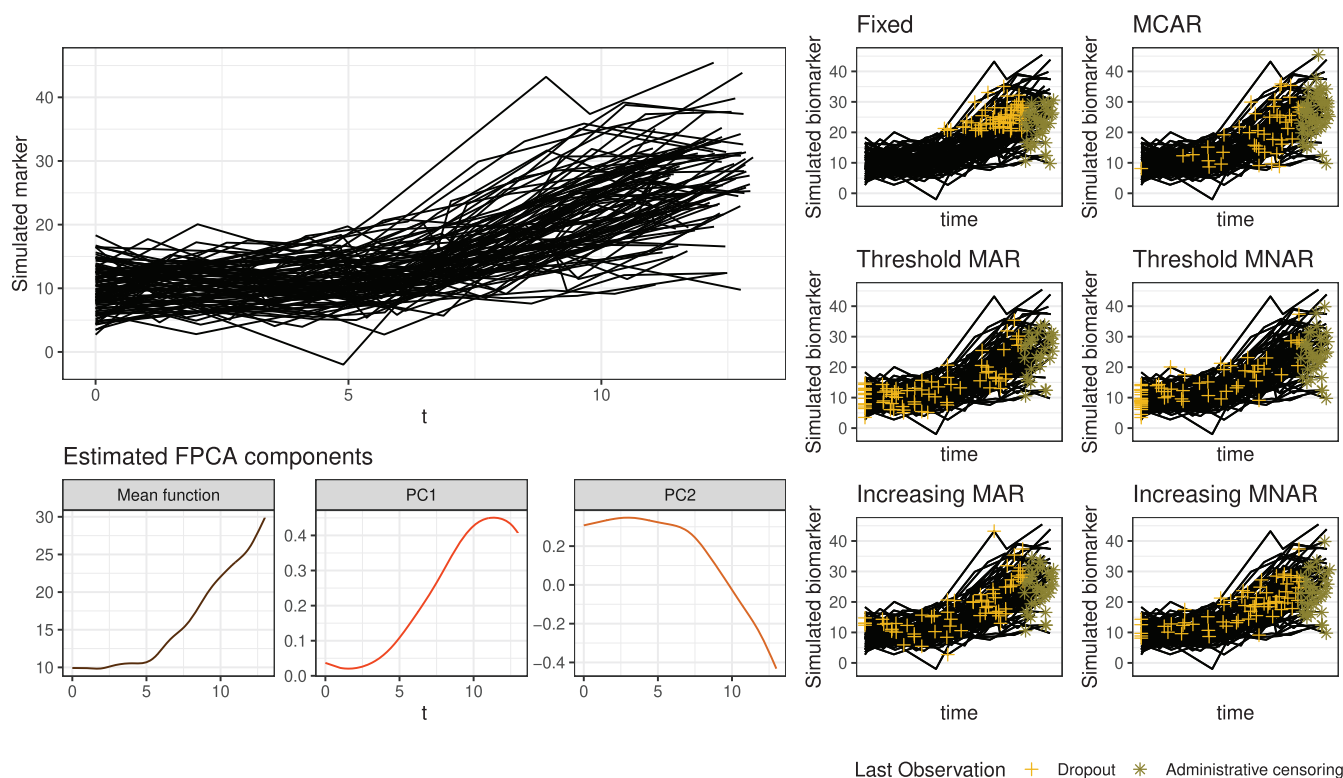 Simulated marker
40
30
20
10
0
0
5
10
t
Estimated FPCA components
Mean function
30
25
20
15
10
0
5
10
PC1
0.4
0.3
0.2
0.1
0.0
0
5
10
t
PC2
0.2
0.0
−0.2
−0.4
0
5
10
Fixed
Simulated biomarker
40
30
20
10
0
time
MCAR
Simulated biomarker
40
30
20
10
0
time
Threshold MAR
Simulated biomarker
40
30
20
10
0
time
Threshold MNAR
Simulated biomarker
40
30
20
10
0
time
Increasing MAR
Simulated biomarker
40
30
20
10
0
time
Increasing MNAR
Simulated biomarker
40
30
20
10
0
time
Last Observation Dropout Administrative censoring